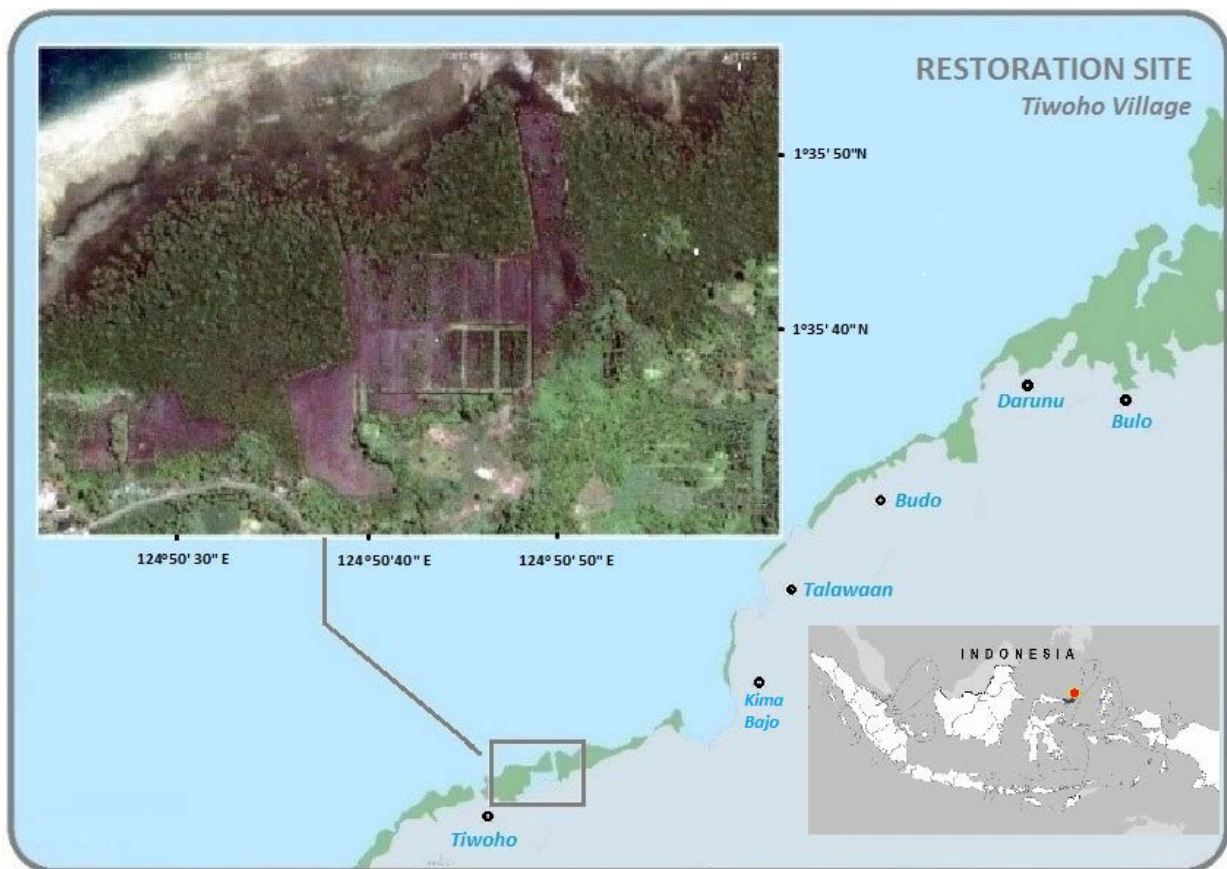 RESTORATION SITE
Tiwoho Village
1°35' 50"N
1°35' 40"N
124°50' 30" E
124°50' 40" E
124°50' 50" E
Darunu
Bulo
Budo
Talawaan
Kima
Bajo
Tiwoho
INDONESIA